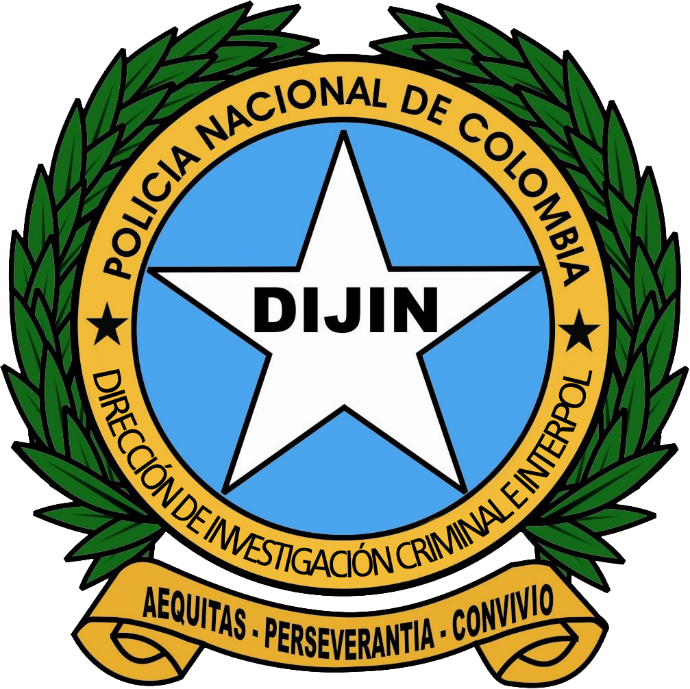 POLICIA NACIONAL DE COLOMBIA
DIJIN
DIRECCIÓN DE INVESTIGACIÓN CRIMINAL E INTERPOL
AEQUITAS - PERSEVERANTIA - CONVIVIO